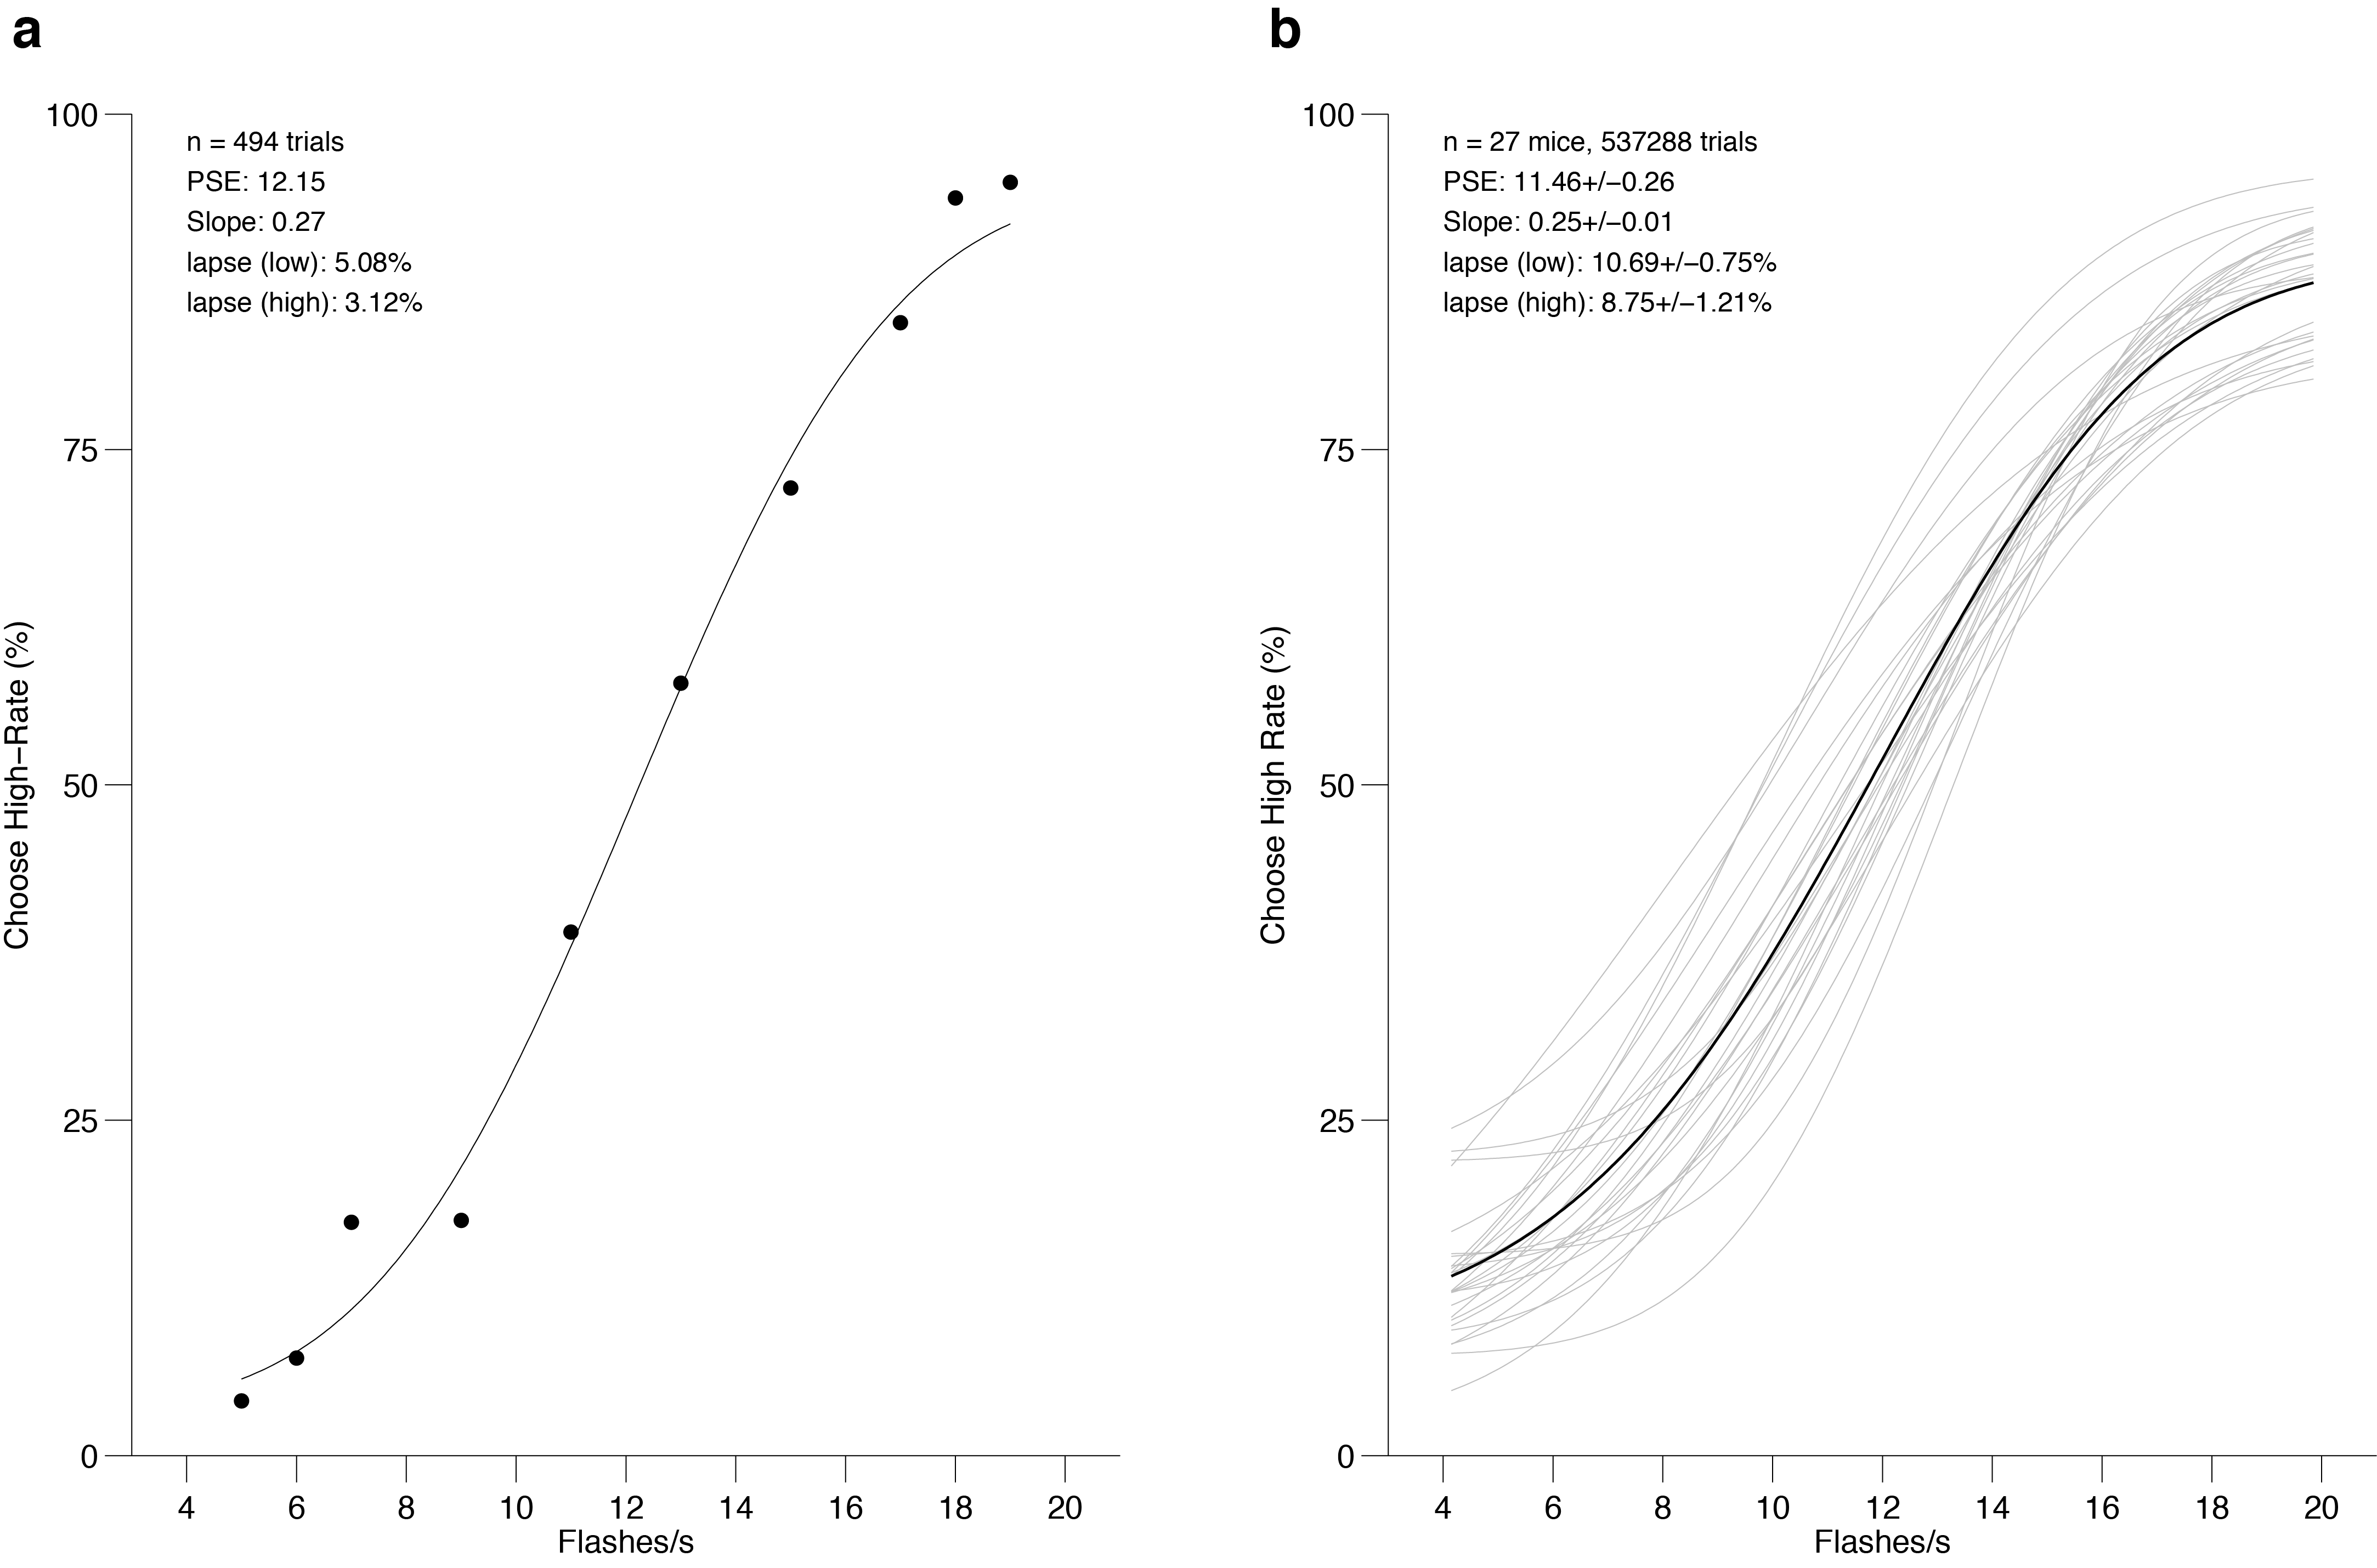 a
100
75
50
25
0
Choose High−Rate (%)
n = 494 trials
PSE: 12.15
Slope: 0.27
lapse (low): 5.08%
lapse (high): 3.12%
4 6 8 10 12 14 16 18 20
Flashes/s
b
100
75
50
25
0
Choose High Rate (%)
n = 27 mice, 537288 trials
PSE: 11.46+/−0.26
Slope: 0.25+/−0.01
lapse (low): 10.69+/−0.75%
lapse (high): 8.75+/−1.21%
4 6 8 10 12 14 16 18 20
Flashes/s